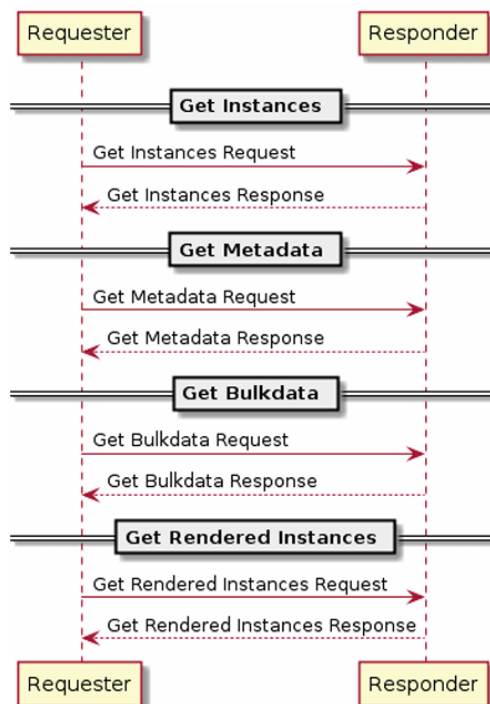 Requester Responder
Get Instances
Get Instances Request
Get Instances Response
Get Metadata
Get Metadata Request
Get Metadata Response
Get Bulkdata
Get Bulkdata Request
Get Bulkdata Response
Get Rendered Instances
Get Rendered Instances Request
Get Rendered Instances Response
Requester Responder